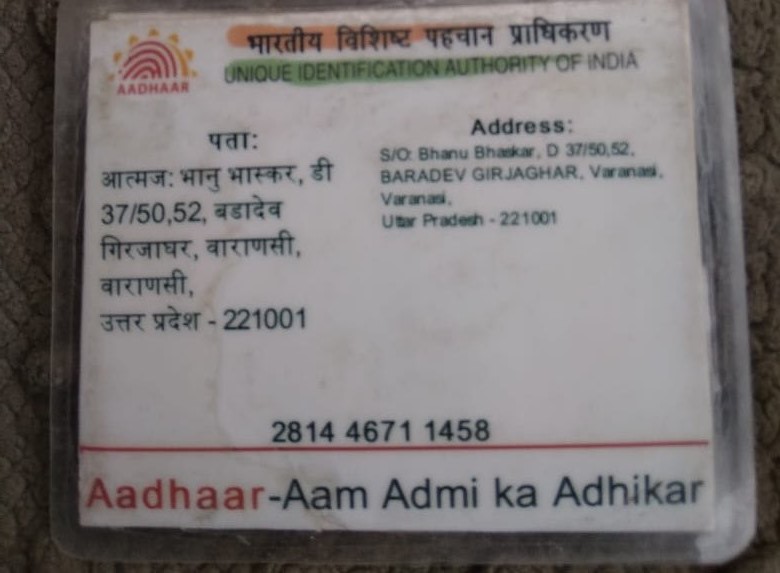 भारतीय विशिष्ट पहचान प्राधिकरण
UNIQUE IDENTIFICATION AUTHORITY OF INDIA
AADHAAR
पता:
आत्मज: भानु भास्कर, डी
37/50,52, बडादेव
गिरजाघर, वाराणसी,
वाराणसी,
उत्तर प्रदेश - 221001
Address:
S/O: Bhanu Bhaskar, D 37/50,52,
BARADEV GIRJAGHAR, Varanasi,
Varanasi,
Uttar Pradesh - 221001
2814 4671 1458
Aadhaar-Aam Admi ka Adhikar